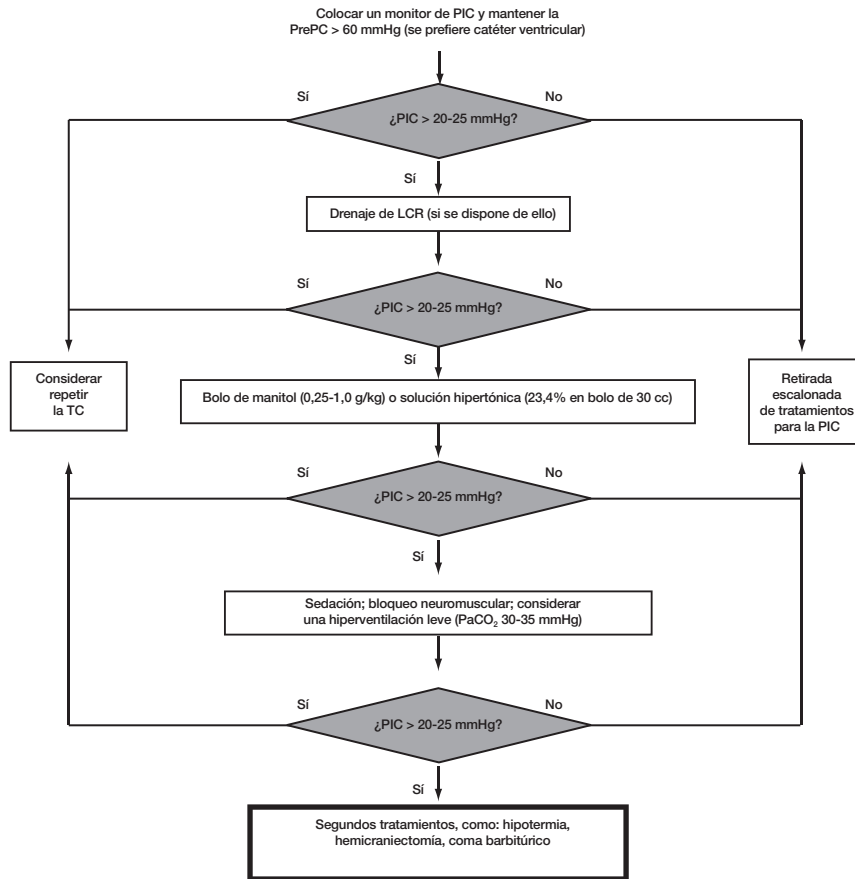 Colocar un monitor de PIC y mantener la
PrePC > 60 mmHg (se prefiere catéter ventricular)
Sí
No
¿PIC > 20-25 mmHg?
Sí
Drenaje de LCR (si se dispone de ello)
Sí
No
¿PIC > 20-25 mmHg?
Sí
Considerar
repetir
la TC
Bolo de manitol (0,25-1,0 g/kg) o solución hipertónica (23,4% en bolo de 30 cc)
Retirada
escalonada
de tratamientos
para la PIC
Sí
No
¿PIC > 20-25 mmHg?
Sí
Sedación; bloqueo neuromuscular; considerar
una hiperventilación leve (PaCO₂ 30-35 mmHg)
Sí
No
¿PIC > 20-25 mmHg?
Sí
Segundos tratamientos, como: hipotermia,
hemicraniectomía, coma barbitúrico